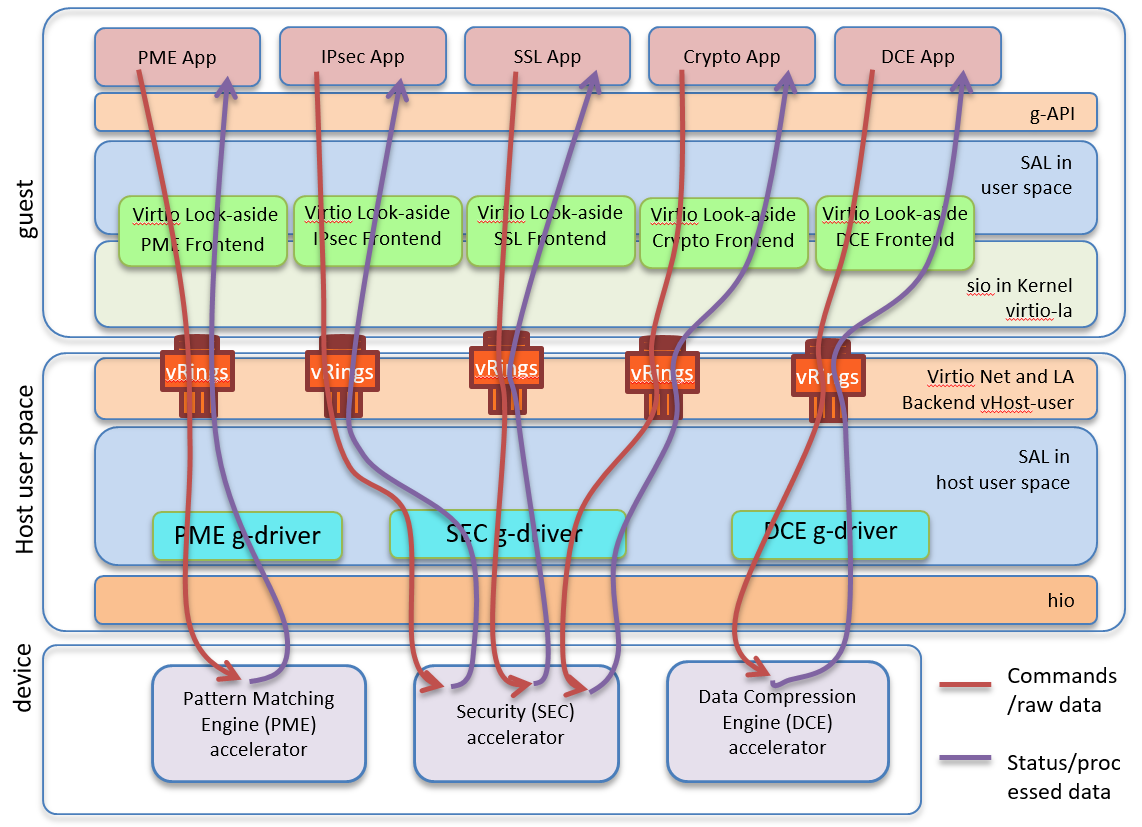 PME App
IPsec App
SSL App
Crypto App
DCE App
g-API
SAL in
user space
guest
Virtio Look-aside
PME Frontend
Virtio Look-aside
IPsec Frontend
Virtio Look-aside
SSL Frontend
Virtio Look-aside
Crypto Frontend
Virtio Look-aside
DCE Frontend
sio in Kernel
virtio-la
vRings
vRings
vRings
vRings
vRings
Virtio Net and LA
Backend vHost-user
Host user space
SAL in
host user space
PME g-driver
SEC g-driver
DCE g-driver
hio
device
Pattern Matching
Engine (PME)
accelerator
Security (SEC)
accelerator
Data Compression
Engine (DCE)
accelerator
Commands
/raw data
Status/proc
essed data